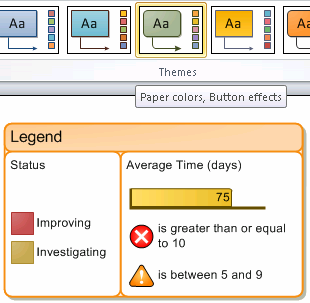 Aa Aa Aa Aa Aa
Themes
Paper colors, Button effects
Legend
Status
Improving
Investigating
Average Time (days)
75
is greater than or equal
to 10
is between 5 and 9